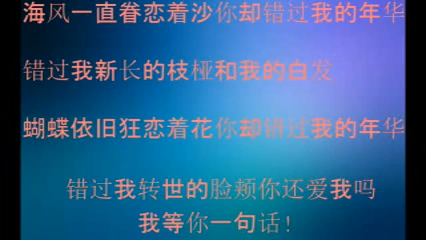 海风一直眷恋着沙你却错过我的年华
错过我新长的枝桠和我的白发
蝴蝶依旧狂恋着花你却错过我的年华
错过我转世的脸颊你还爱我吗
我等你一句话!